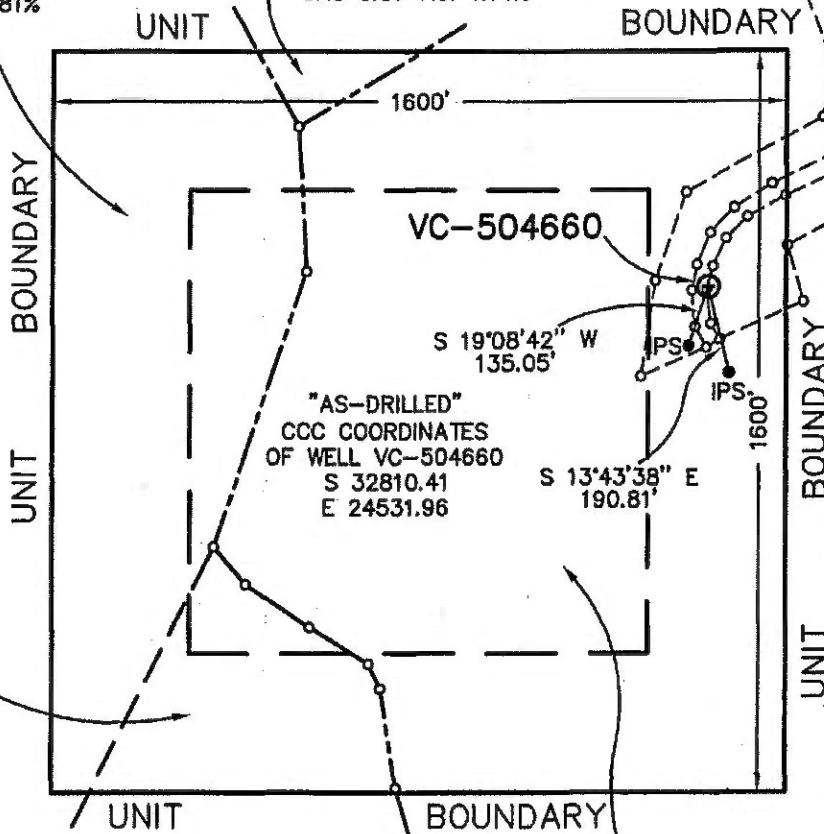 81%
UNIT
BOUNDARY
1600'
BOUNDARY
VC-504660
S 19°08'42" W
135.05'
IPS
IPS
"AS-DRILLED"
CCC COORDINATES
OF WELL VC-504660
S 32810.41
E 24531.96
S 13°43'38" E
190.81'
1600'
BOUNDARY
UNIT
UNIT
UNIT
BOUNDARY